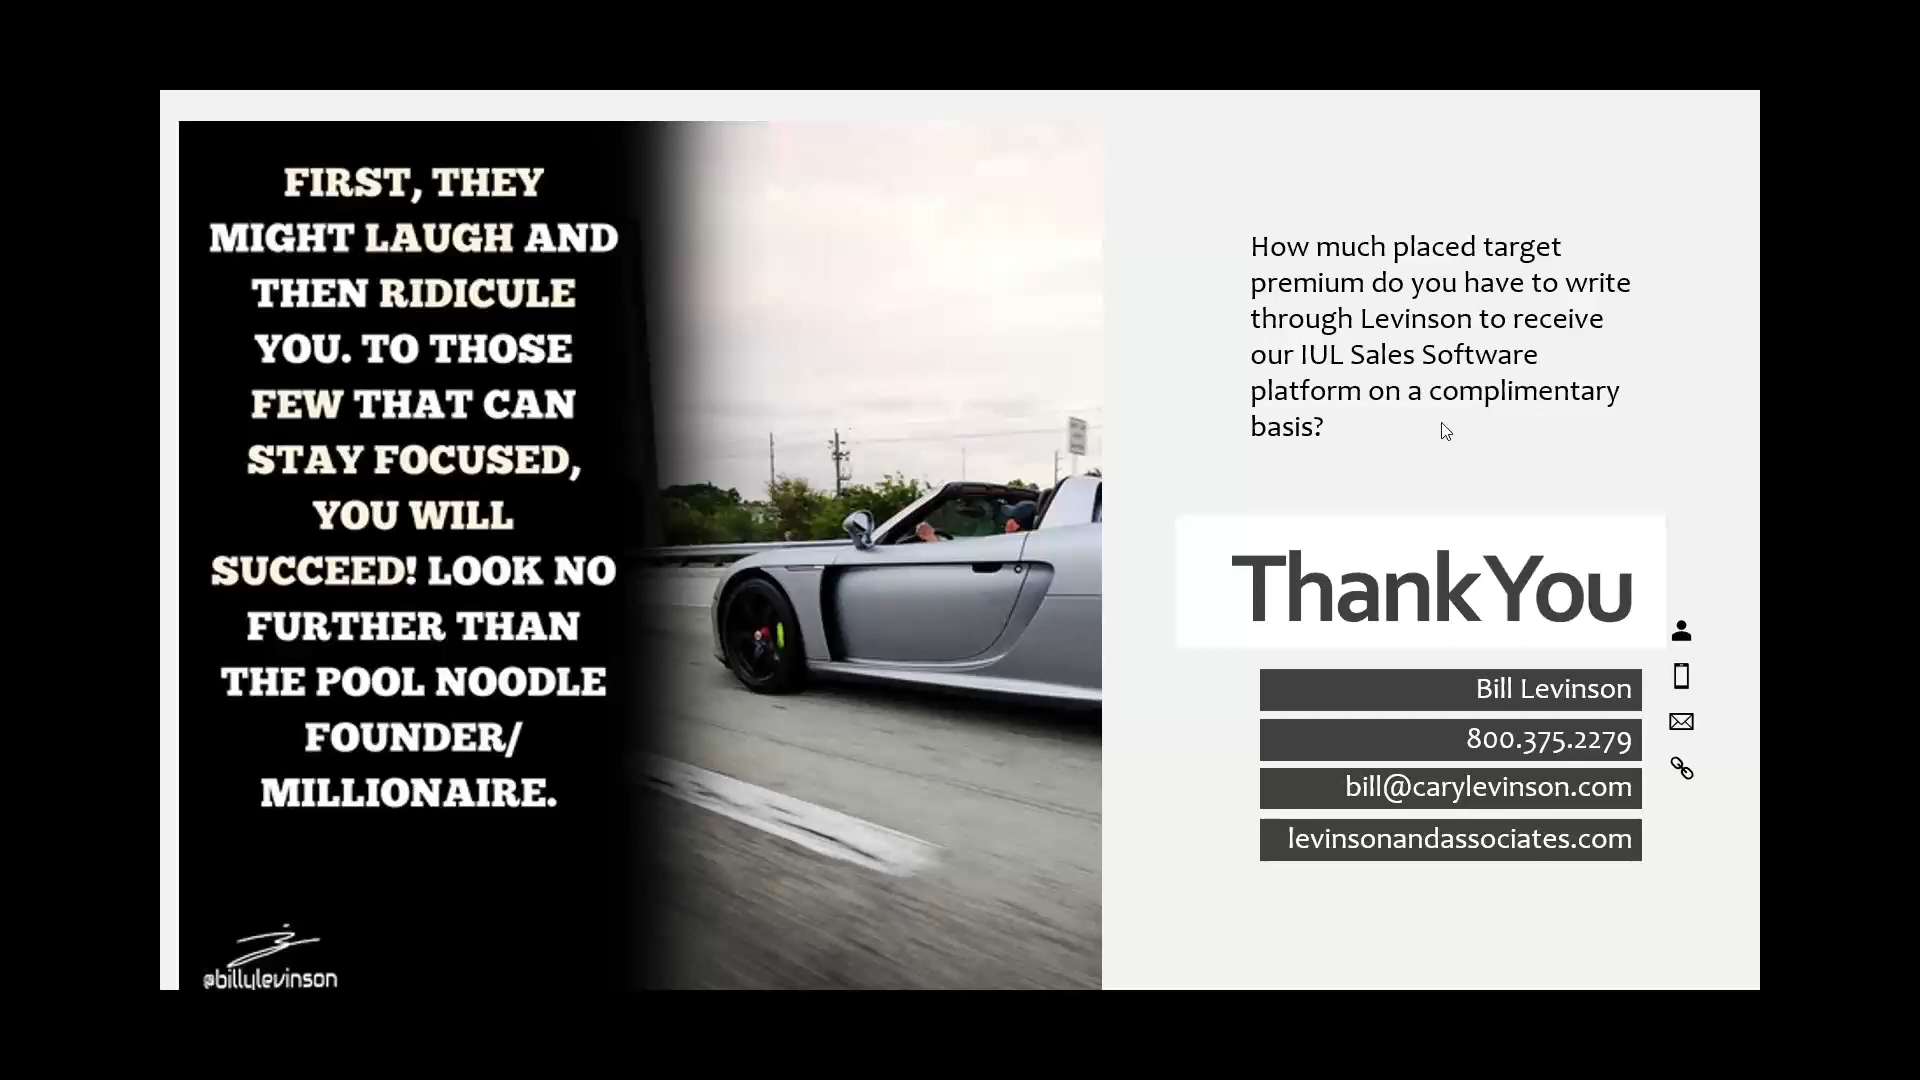 FIRST, THEY
MIGHT LAUGH AND
THEN RIDICULE
YOU. TO THOSE
FEW THAT CAN
STAY FOCUSED,
YOU WILL
SUCCEED! LOOK NO
FURTHER THAN
THE POOL NOODLE
FOUNDER/
MILLIONAIRE.
@billylevinson
How much placed target
premium do you have to write
through Levinson to receive
our IUL Sales Software
platform on a complimentary
basis?
Thank You
Bill Levinson
800.375.2279
bill@carylevinson.com
levinsonandassociates.com